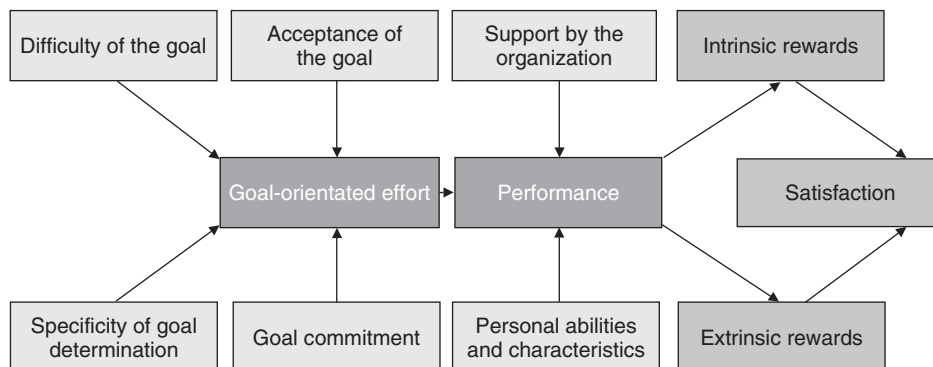 Difficulty of the goal
Acceptance of
the goal
Support by the
organization
Intrinsic rewards
Goal-orientated effort
Performance
Satisfaction
Specificity of goal
determination
Goal commitment
Personal abilities
and characteristics
Extrinsic rewards